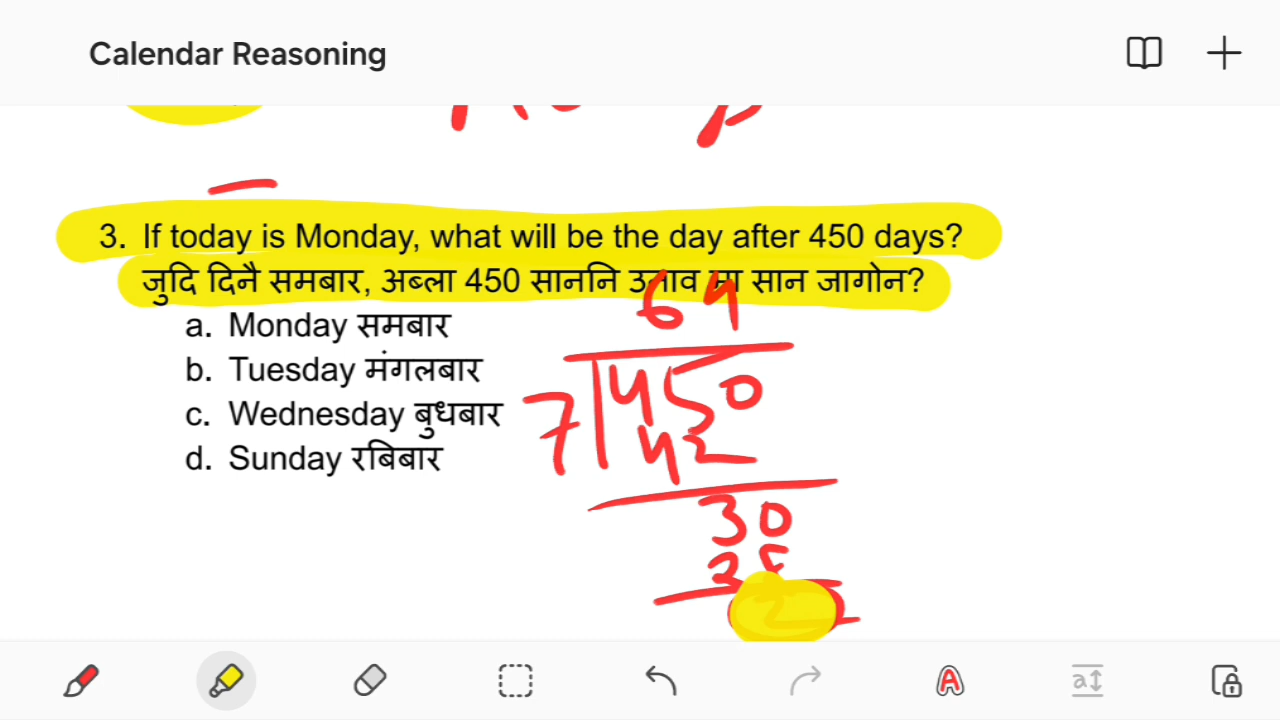 Calendar Reasoning
3. If today is Monday, what will be the day after 450 days?
जुदि दिनै समबार, अब्ला 450 साननि उनाव मा सान जागोन?
a. Monday समबार
b. Tuesday मंगलबार
c. Wednesday बुधबार
d. Sunday रबिबार
64
7 450
42
30
2
A